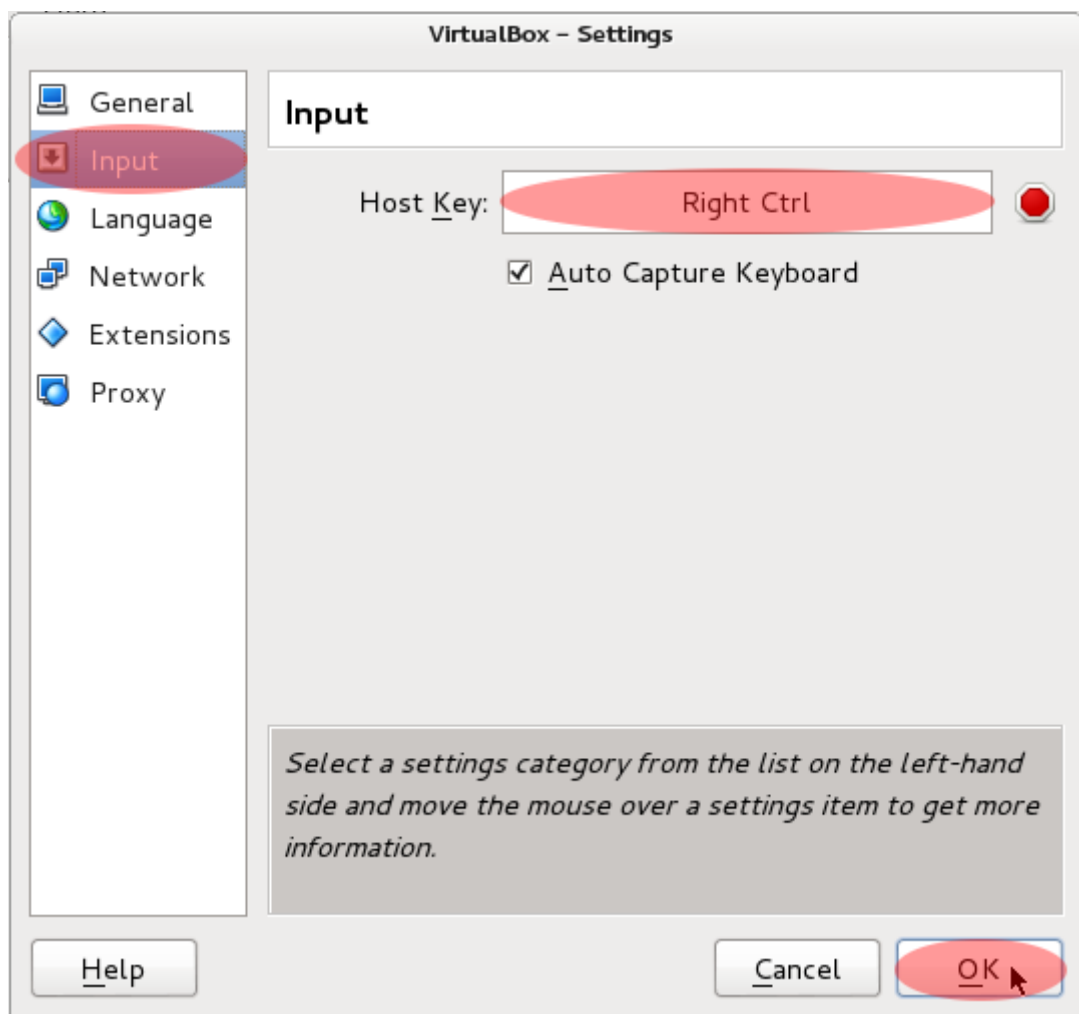 VirtualBox – Settings
General
Input
Language
Network
Extensions
Proxy
Input
Host Key: Right Ctrl
Auto Capture Keyboard
Select a settings category from the list on the left-hand
side and move the mouse over a settings item to get more
information.
Help
Cancel
OK